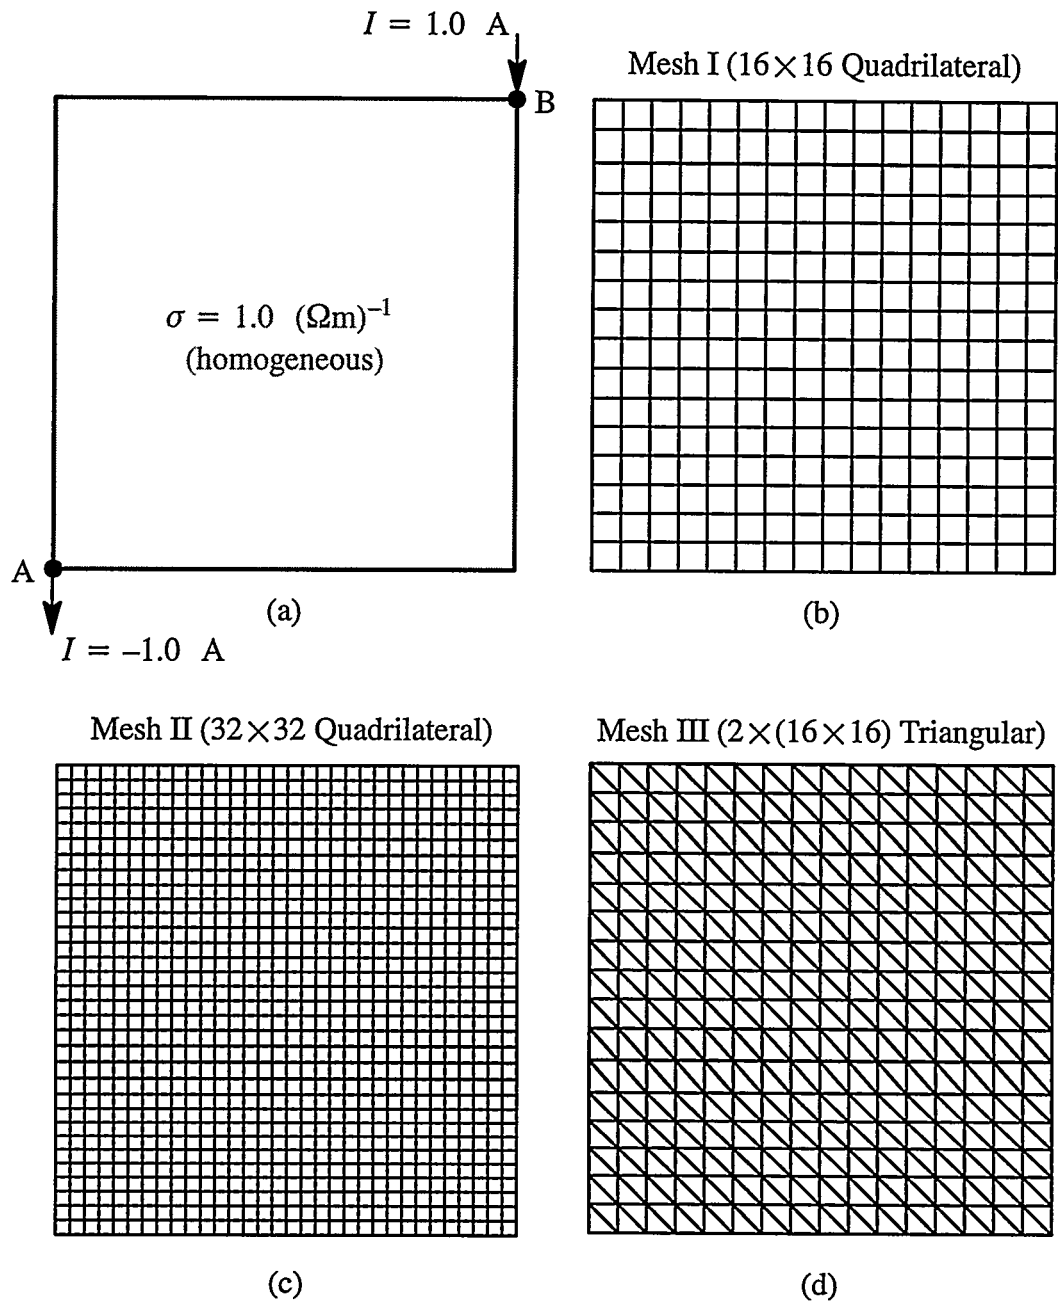 I = 1.0 A
B
σ = 1.0 (Ωm)⁻¹
(homogeneous)
A
(a)
I = –1.0 A
Mesh I (16×16 Quadrilateral)
(b)
Mesh II (32×32 Quadrilateral)
(c)
Mesh III (2×(16×16) Triangular)
(d)